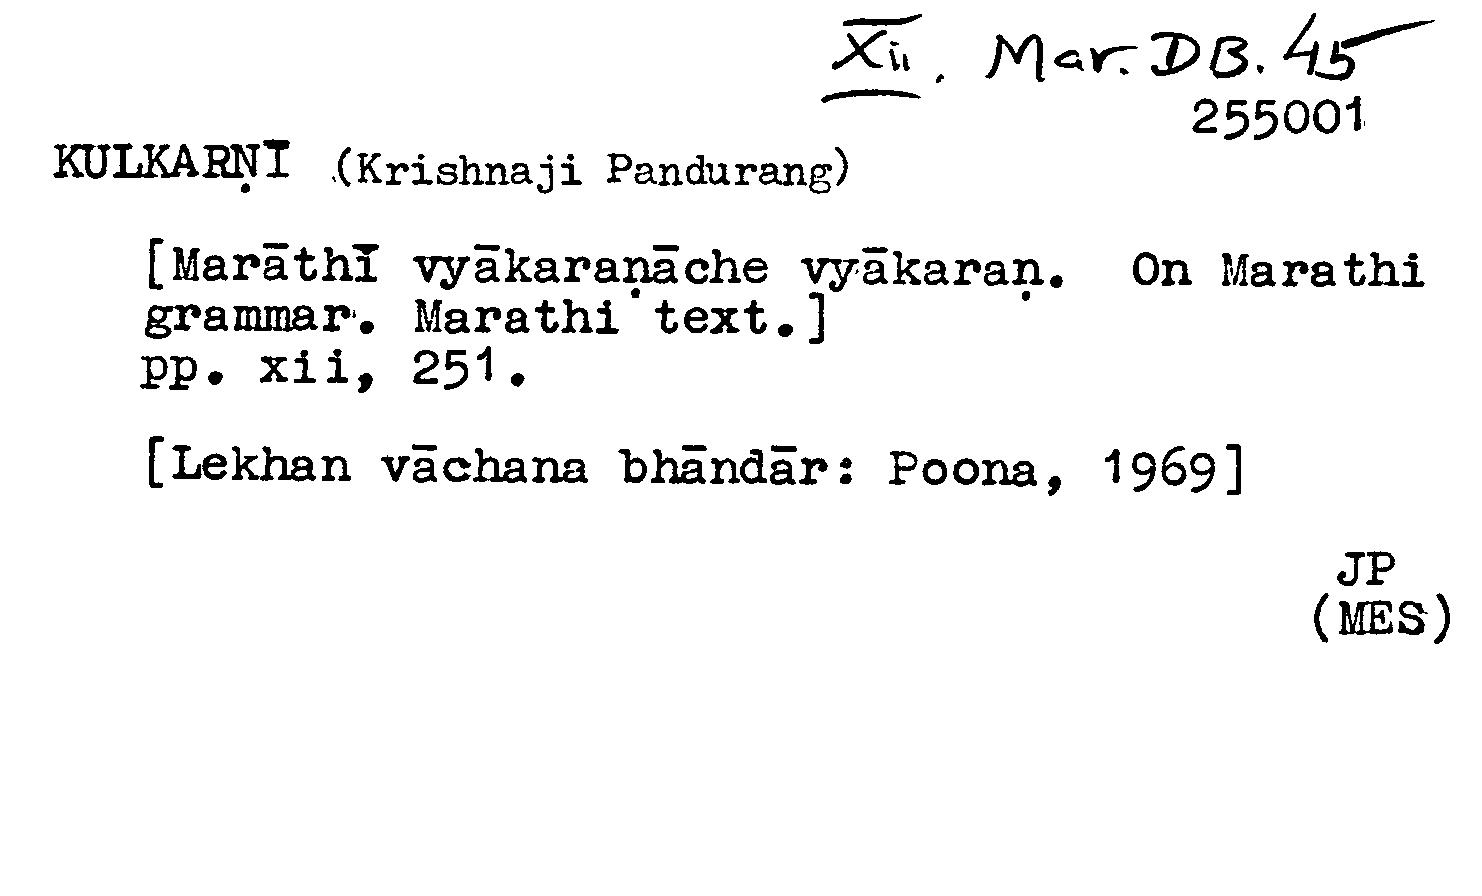 Xii. Mar. DB. 45
255001
KULKARṆĪ (Krishnaji Pandurang)
[Marāthī vyākaraṇāche vyākaraṇ. On Marathi
grammar. Marathi text.]
pp. xii, 251.
[Lekhan vāchana bhāndār: Poona, 1969]
JP
(MES)